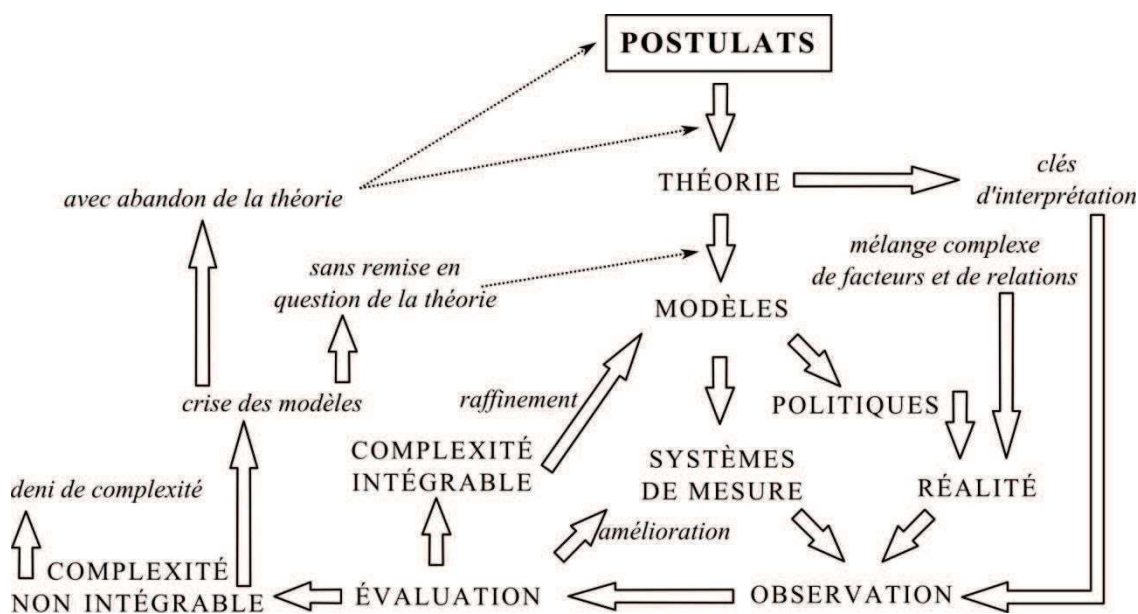 POSTULATS
THÉORIE
clés
d'interprétation
avec abandon de la théorie
mélange complexe
de facteurs et de relations
sans remise en
question de la théorie
MODÈLES
crise des modèles
raffinement
POLITIQUES
COMPLEXITÉ
INTÉGRABLE
SYSTÈMES
DE MESURE
RÉALITÉ
deni de complexité
amélioration
COMPLEXITÉ
NON INTÉGRABLE
ÉVALUATION
OBSERVATION